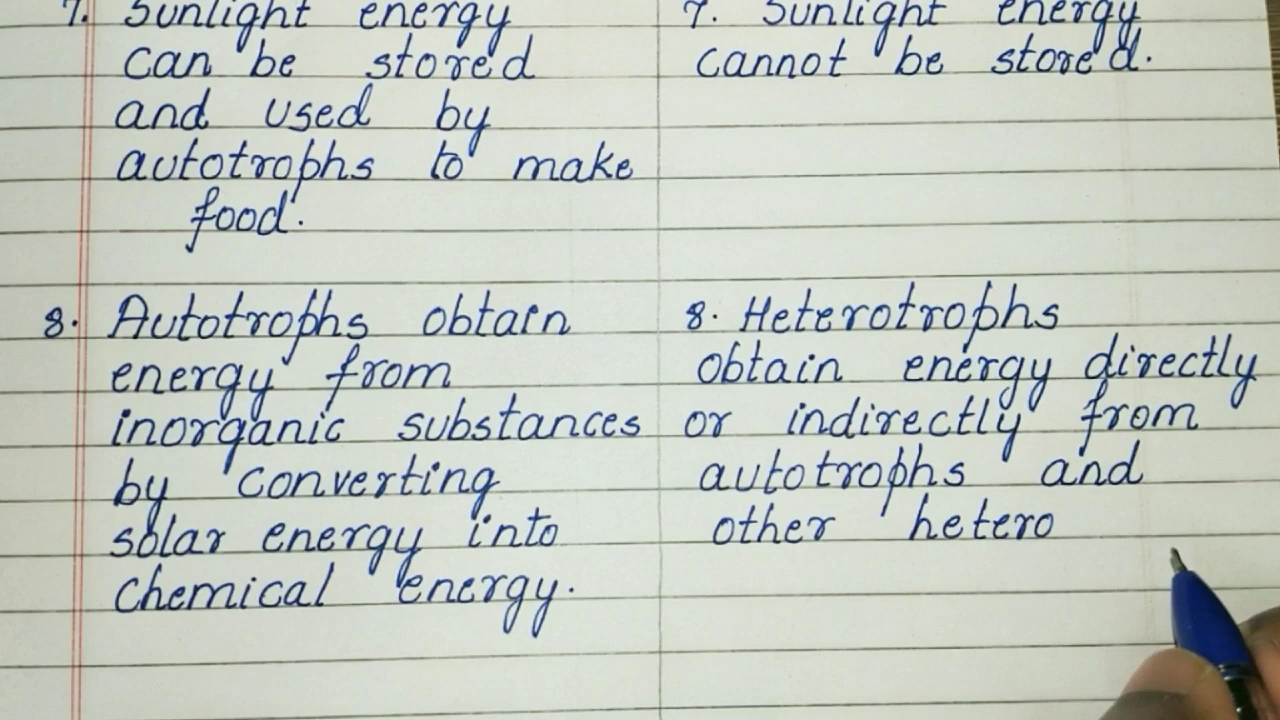 7. Sunlight energy
can be stored
and used by
autotrophs to make
food.
8. Autotrophs obtain
energy from
inorganic substances
by converting
solar energy into
chemical energy.
7. Sunlight energy
cannot be stored.
8. Heterotrophs
obtain energy directly
or indirectly from
autotrophs and
other hetero